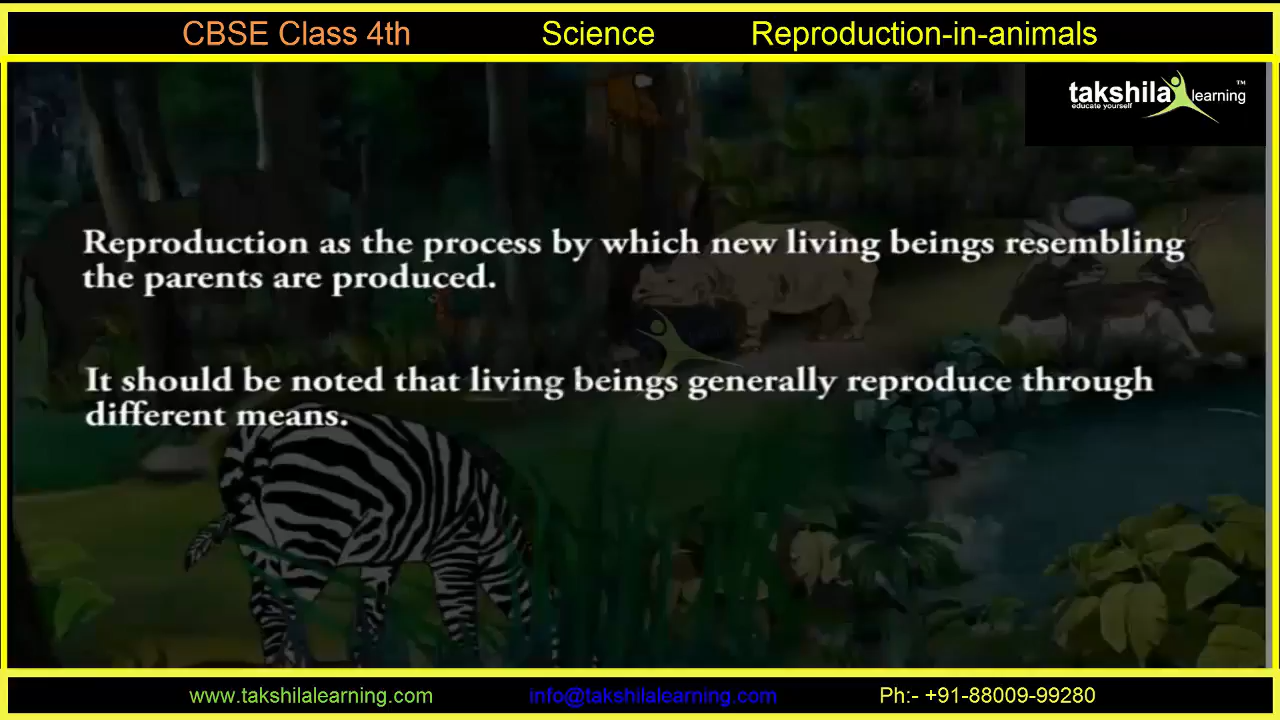 CBSE Class 4th Science Reproduction-in-animals
takshila learning ™
educate yourself
Reproduction as the process by which new living beings resembling
the parents are produced.
It should be noted that living beings generally reproduce through
different means.
www.takshilalearning.com info@takshilalearning.com Ph:- +91-88009-99280